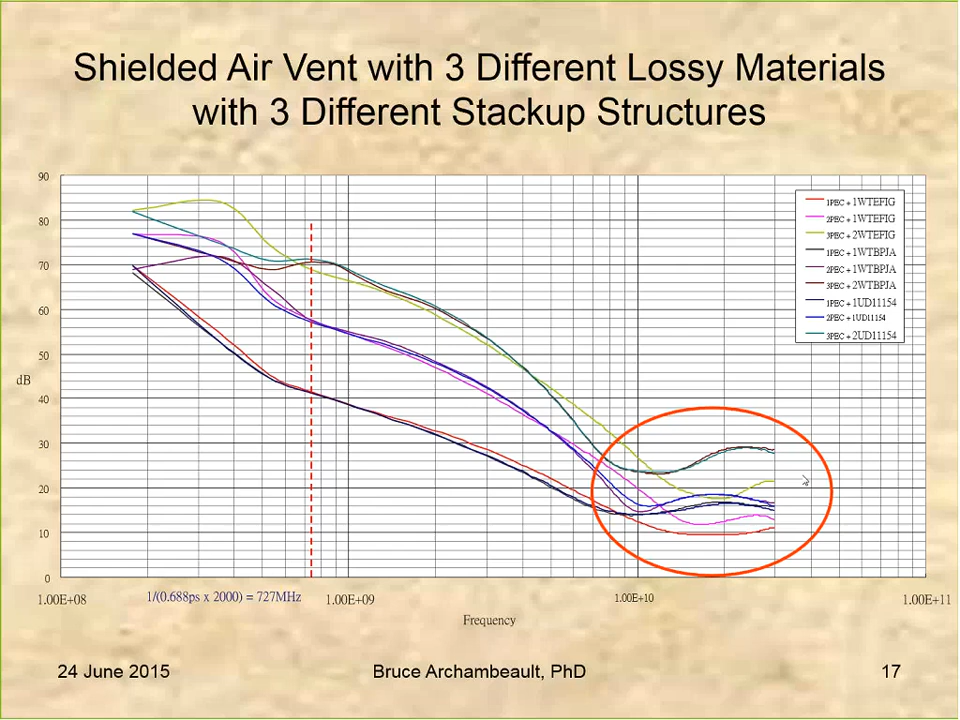 Shielded Air Vent with 3 Different Lossy Materials
with 3 Different Stackup Structures
90
80
70
60
50
dB
40
30
20
10
0
1PEC + 1WTEFIG
2PEC + 1WTEFIG
3PEC + 2WTEFIG
1PEC + 1WTBPJA
2PEC + 1WTBPJA
3PEC + 2WTBPJA
1PEC + 1UD11154
2PEC + 1UD11154
3PEC + 2UD11154
1.00E+08 1/(0.688ps x 2000) = 727MHz 1.00E+09 1.00E+10 1.00E+11
Frequency
24 June 2015 Bruce Archambeault, PhD 17